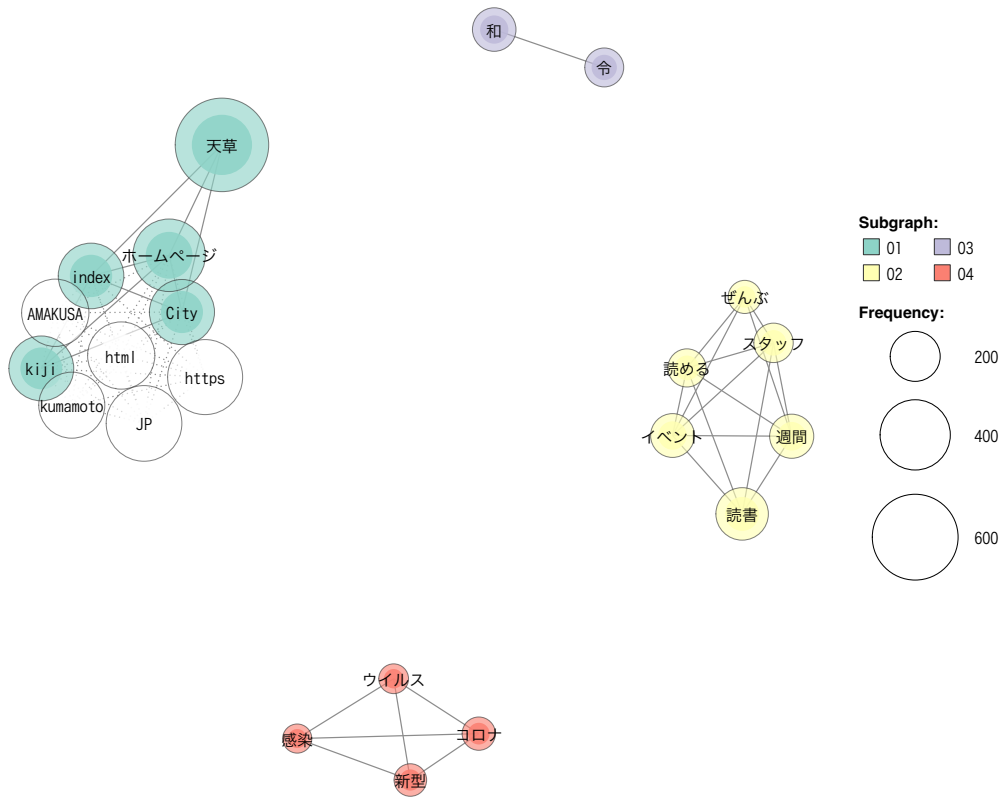 和
令
天草
ホームページ
index
AMAKUSA
City
html
kiji
https
kumamoto
JP
ぜんぶ
スタッフ
読める
イベント
週間
読書
ウイルス
コロナ
感染
新型
Subgraph:
01
03
02
04
Frequency:
200
400
600